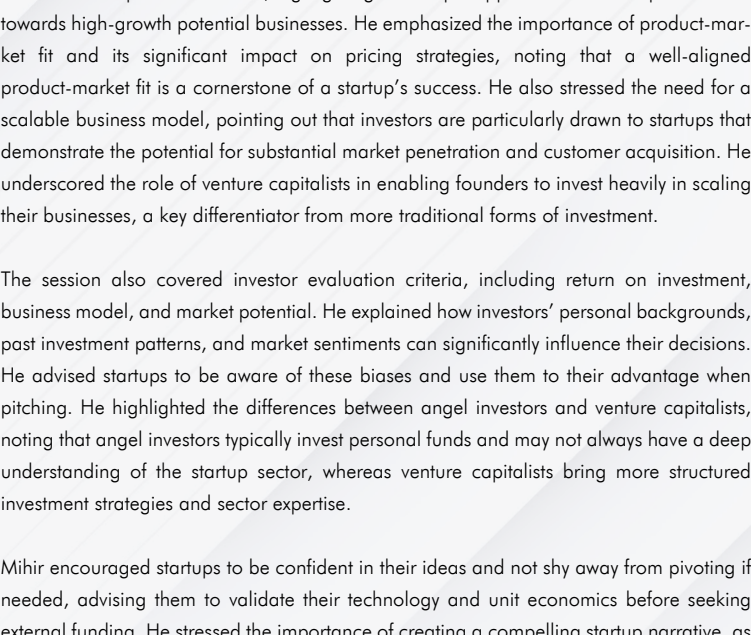 towards high-growth potential businesses. He emphasized the importance of product-mar-
ket fit and its significant impact on pricing strategies, noting that a well-aligned
product-market fit is a cornerstone of a startup's success. He also stressed the need for a
scalable business model, pointing out that investors are particularly drawn to startups that
demonstrate the potential for substantial market penetration and customer acquisition. He
underscored the role of venture capitalists in enabling founders to invest heavily in scaling
their businesses, a key differentiator from more traditional forms of investment.
The session also covered investor evaluation criteria, including return on investment,
business model, and market potential. He explained how investors' personal backgrounds,
past investment patterns, and market sentiments can significantly influence their decisions.
He advised startups to be aware of these biases and use them to their advantage when
pitching. He highlighted the differences between angel investors and venture capitalists,
noting that angel investors typically invest personal funds and may not always have a deep
understanding of the startup sector, whereas venture capitalists bring more structured
investment strategies and sector expertise.
Mihir encouraged startups to be confident in their ideas and not shy away from pivoting if
needed, advising them to validate their technology and unit economics before seeking
external funding. He stressed the importance of creating a compelling startup narrative, as